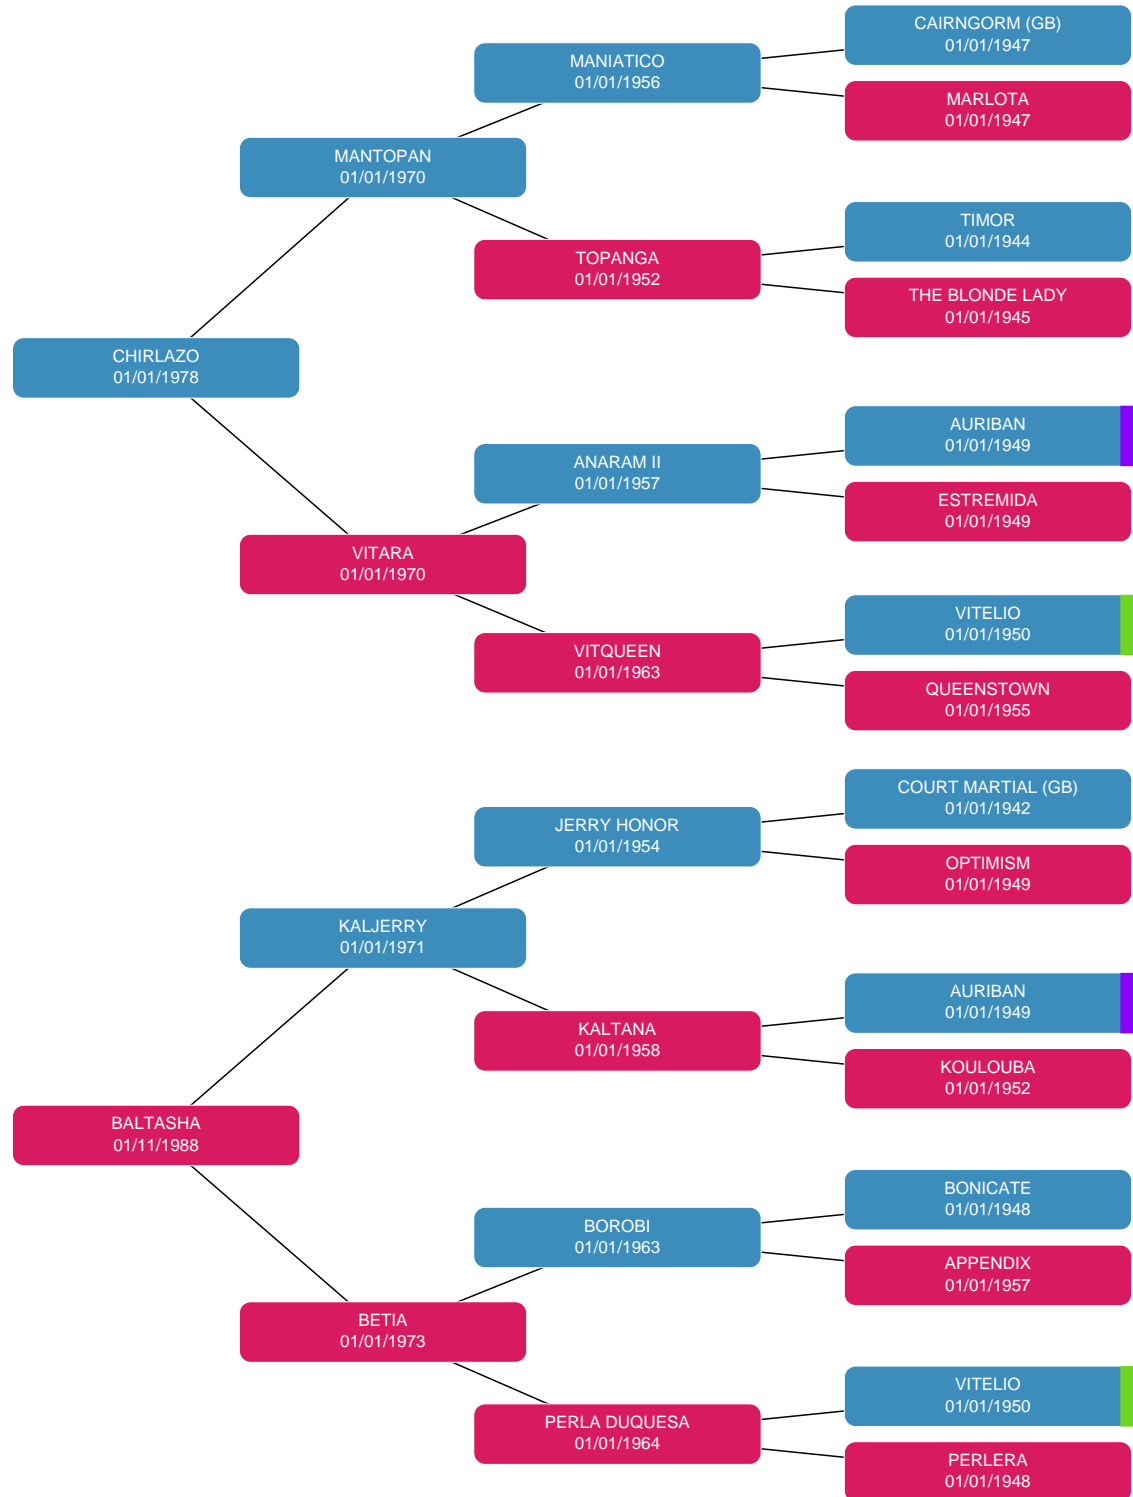 CAIRNGORM (GB)
01/01/1947
MANIATICO
01/01/1956
MARLOTA
01/01/1947
MANTOPAN
01/01/1970
TIMOR
01/01/1944
TOPANGA
01/01/1952
THE BLONDE LADY
01/01/1945
CHIRLAZO
01/01/1978
AURIBAN
01/01/1949
ANARAM II
01/01/1957
ESTREMIDA
01/01/1949
VITARA
01/01/1970
VITELIO
01/01/1950
VITQUEEN
01/01/1963
QUEENSTOWN
01/01/1955
COURT MARTIAL (GB)
01/01/1942
JERRY HONOR
01/01/1954
OPTIMISM
01/01/1949
KALJERRY
01/01/1971
AURIBAN
01/01/1949
KALTANA
01/01/1958
KOULOUBA
01/01/1952
BALTASHA
01/11/1988
BONICATE
01/01/1948
BOROBI
01/01/1963
APPENDIX
01/01/1957
BETIA
01/01/1973
VITELIO
01/01/1950
PERLA DUQUESA
01/01/1964
PERLERA
01/01/1948